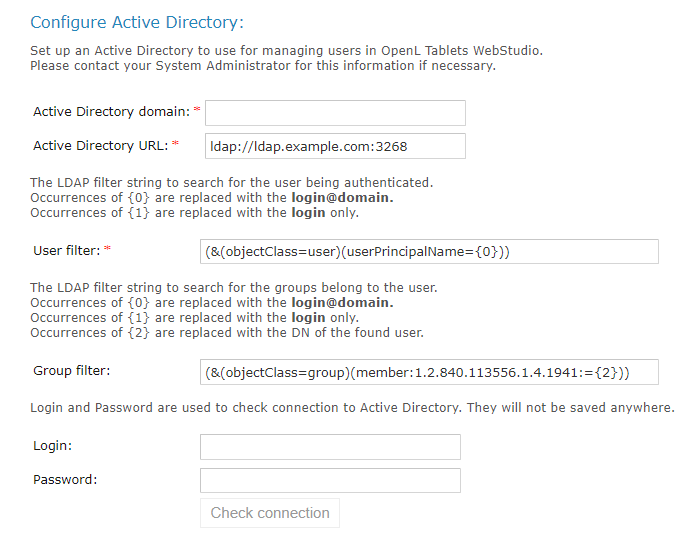 Configure Active Directory:
Set up an Active Directory to use for managing users in OpenL Tablets WebStudio.
Please contact your System Administrator for this information if necessary.
Active Directory domain: *
Active Directory URL: * ldap://ldap.example.com:3268
The LDAP filter string to search for the user being authenticated.
Occurrences of {0} are replaced with the login@domain.
Occurrences of {1} are replaced with the login only.
User filter: * (&(objectClass=user)(userPrincipalName={0}))
The LDAP filter string to search for the groups belong to the user.
Occurrences of {0} are replaced with the login@domain.
Occurrences of {1} are replaced with the login only.
Occurrences of {2} are replaced with the DN of the found user.
Group filter: (&(objectClass=group)(member:1.2.840.113556.1.4.1941:={2}))
Login and Password are used to check connection to Active Directory. They will not be saved anywhere.
Login:
Password:
Check connection